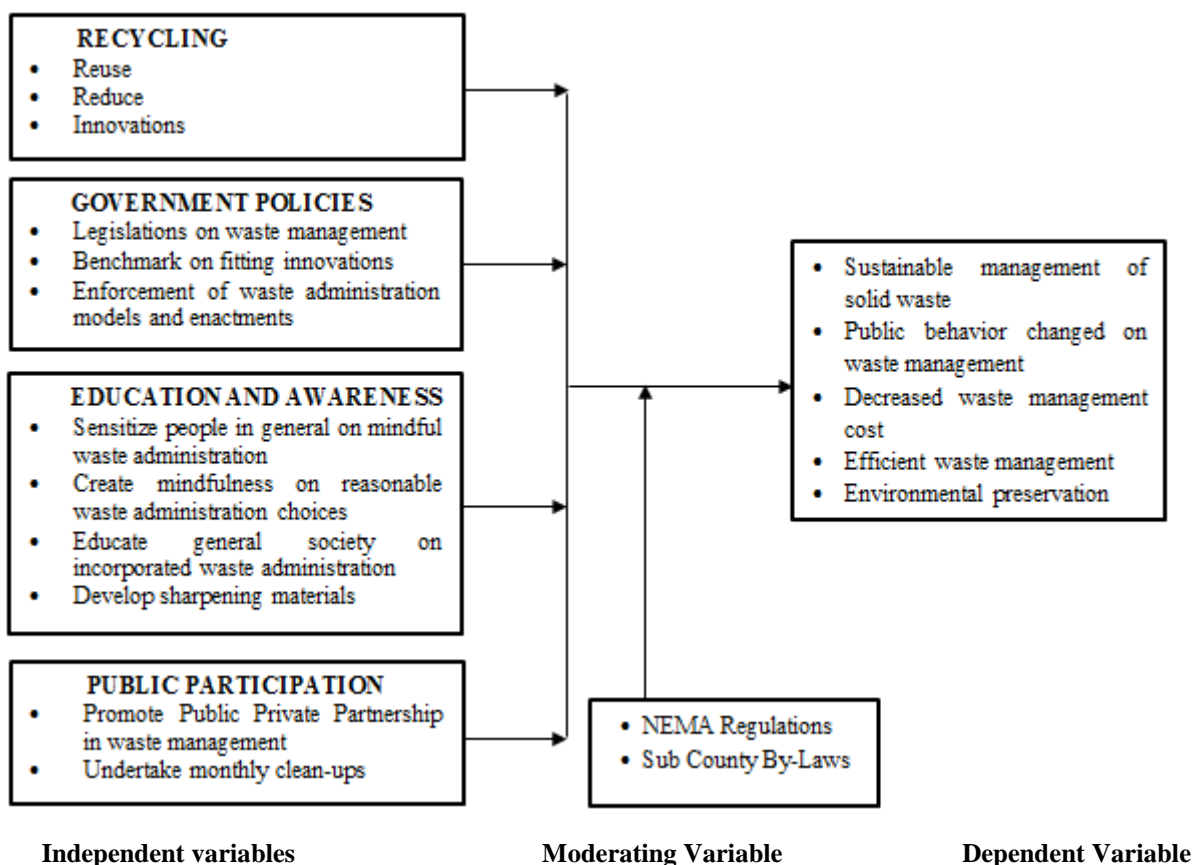 RECYCLING
• Reuse
• Reduce
• Innovations
GOVERNMENT POLICIES
• Legislations on waste management
• Benchmark on fitting innovations
• Enforcement of waste administration
models and enactments
EDUCATION AND AWARENESS
• Sensitize people in general on mindful
waste administration
• Create mindfulness on reasonable
waste administration choices
• Educate general society on
incorporated waste administration
• Develop sharpening materials
PUBLIC PARTICIPATION
• Promote Public Private Partnership
in waste management
• Undertake monthly clean-ups
• NEMA Regulations
• Sub County By-Laws
• Sustainable management of
solid waste
• Public behavior changed on
waste management
• Decreased waste management
cost
• Efficient waste management
• Environmental preservation
Independent variables Moderating Variable Dependent Variable